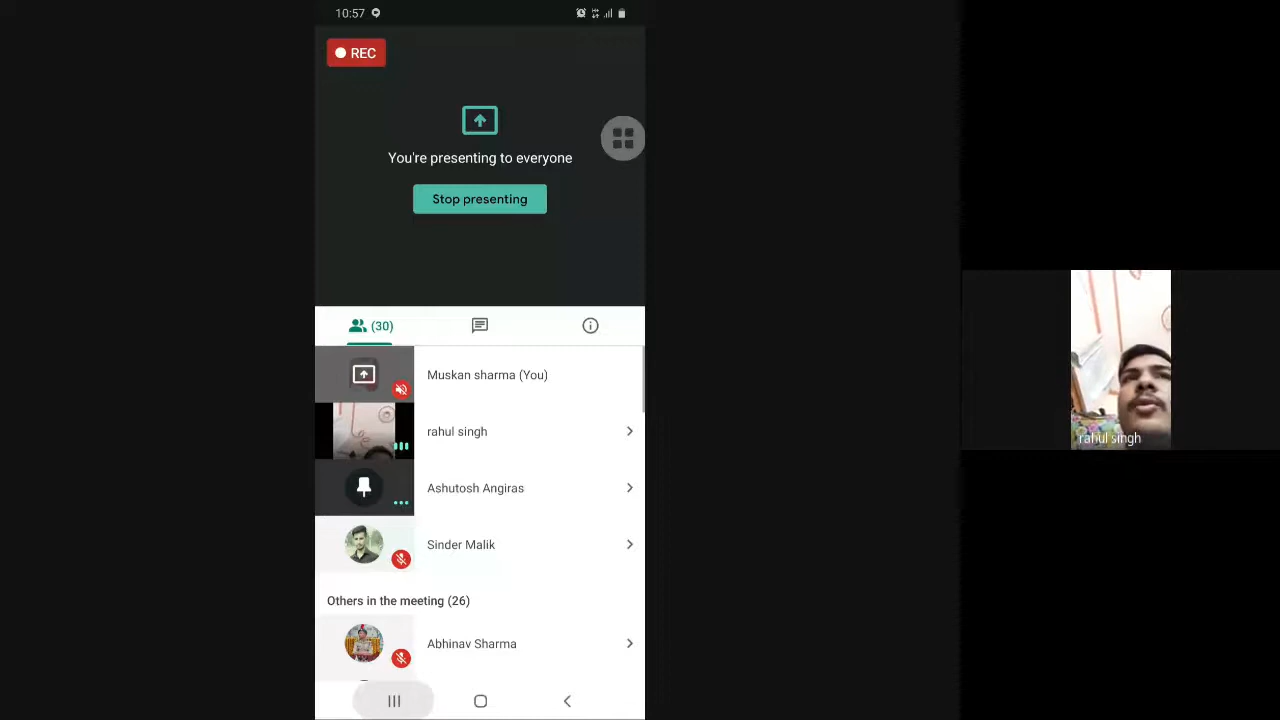 10:57
REC
You're presenting to everyone
Stop presenting
(30)
Muskan sharma (You)
rahul singh
Ashutosh Angiras
Sinder Malik
Others in the meeting (26)
Abhinav Sharma
rahul singh